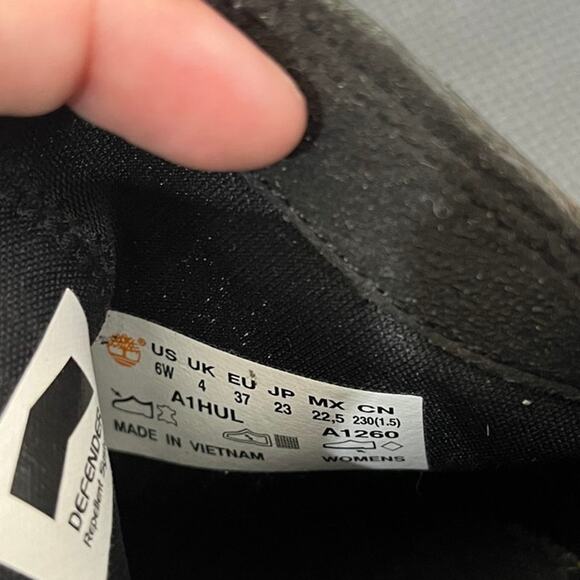 US UK EU JP MX CN
6W 4 37 23 22,5 230(1.5)
A1HUL A1260
MADE IN VIETNAM WOMENS
DEFENDER
Repellent